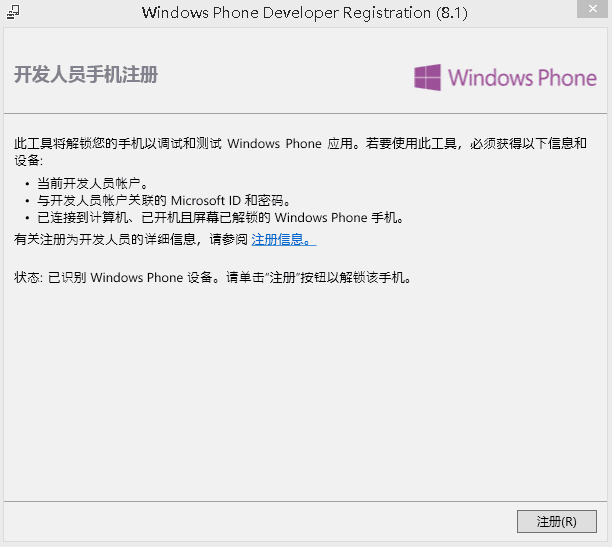 Windows Phone Developer Registration (8.1)
开发人员手机注册
Windows Phone
此工具将解锁您的手机以调试和测试 Windows Phone 应用。若要使用此工具，必须获得以下信息和
设备:
• 当前开发人员帐户。
• 与开发人员帐户关联的 Microsoft ID 和密码。
• 已连接到计算机、已开机且屏幕已解锁的 Windows Phone 手机。
有关注册为开发人员的详细信息，请参阅 注册信息。
状态: 已识别 Windows Phone 设备。请单击"注册"按钮以解锁该手机。
注册(R)